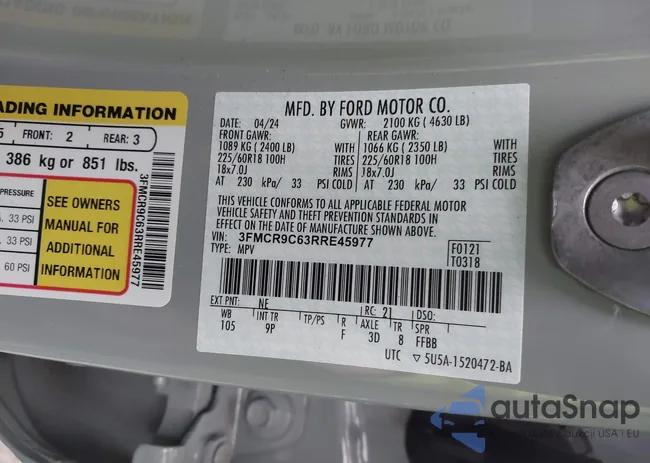 ADING INFORMATION
5 FRONT: 2 REAR: 3
386 kg or 851 lbs.
PRESSURE
33 PSI
33 PSI
60 PSI
SEE OWNERS
MANUAL FOR
ADDITIONAL
INFORMATION
3FMCR9C63RRE45977
MFD. BY FORD MOTOR CO.
DATE: 04/24 GVWR: 2100 KG ( 4630 LB)
FRONT GAWR: REAR GAWR:
1089 KG ( 2400 LB) WITH 1066 KG ( 2350 LB) WITH
225/60R18 100H TIRES 225/60R18 100H TIRES
18x7.0J RIMS 18x7.0J RIMS
AT 230 kPa/ 33 PSI COLD AT 230 kPa/ 33 PSI COLD
THIS VEHICLE CONFORMS TO ALL APPLICABLE FEDERAL MOTOR
VEHICLE SAFETY AND THEFT PREVENTION STANDARDS IN
EFFECT ON THE DATE OF MANUFACTURE SHOWN ABOVE.
VIN: 3FMCR9C63RRE45977 F0121
TYPE: MPV T0318
EXT PNT: NE RC: 21 DSO:
WB INT TR TP/PS R AXLE TR SPR
105 9P F 3D 8 FFBB
UTC ▽ 5U5A-1520472-BA
autaSnap
aukcji USA i EU